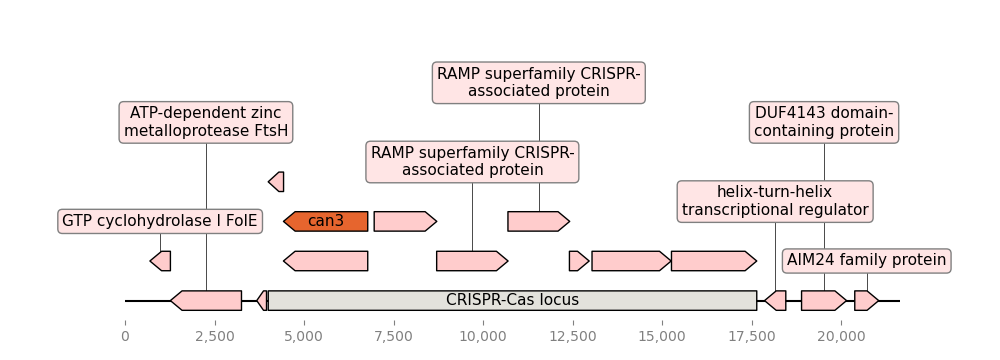 RAMP superfamily CRISPR-
associated protein
ATP-dependent zinc
metalloprotease FtsH
DUF4143 domain-
containing protein
RAMP superfamily CRISPR-
associated protein
helix-turn-helix
transcriptional regulator
GTP cyclohydrolase I FolE
can3
AIM24 family protein
CRISPR-Cas locus
0 2,500 5,000 7,500 10,000 12,500 15,000 17,500 20,000